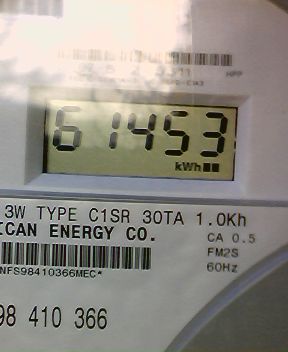 HPP
61453
kWh
3W TYPE C1SR 30TA 1.0Kh
ICAN ENERGY CO. CA 0.5
FM2S
NFS98410366MEC* 60Hz
98 410 366